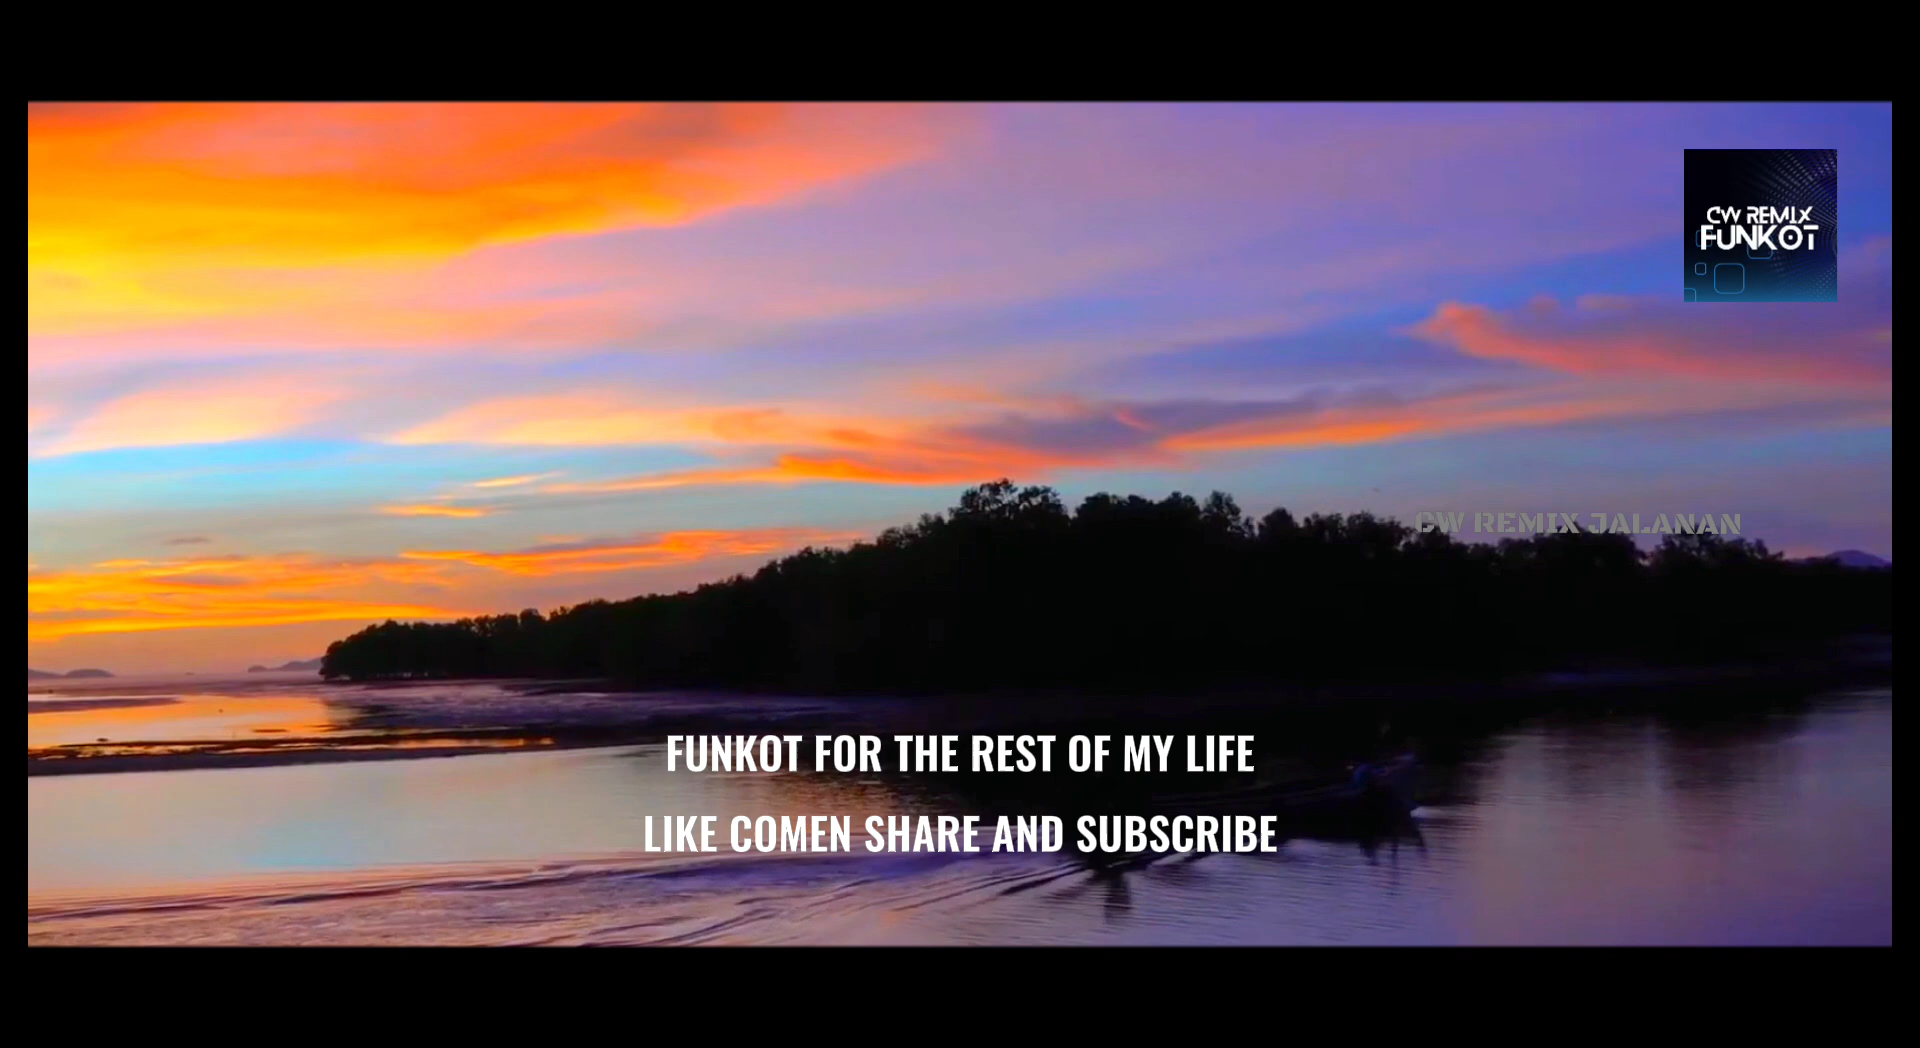 CW REMIX
FUNKOT
CW REMIX JALANAN
FUNKOT FOR THE REST OF MY LIFE
LIKE COMEN SHARE AND SUBSCRIBE